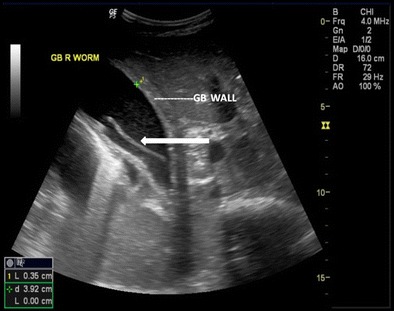 B CHI
Frq 4.0 MHz
Gn 2
E/A 1/2
Map D/0/0
D 16.0 cm
DR 72
FR 29 Hz
AO 100 %
0
GB R WORM
1
GB WALL
5
10
15
1 L 0.35 cm
d 3.92 cm
L 0.00 cm